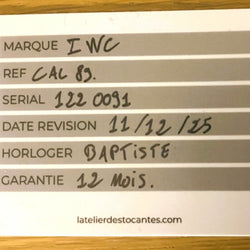 MARQUE IWC
REF CAL 89.
SERIAL 1220091
DATE REVISION 11/12/25
HORLOGER BAPTISTE
GARANTIE 12 MOIS.
latelierdestocantes.com